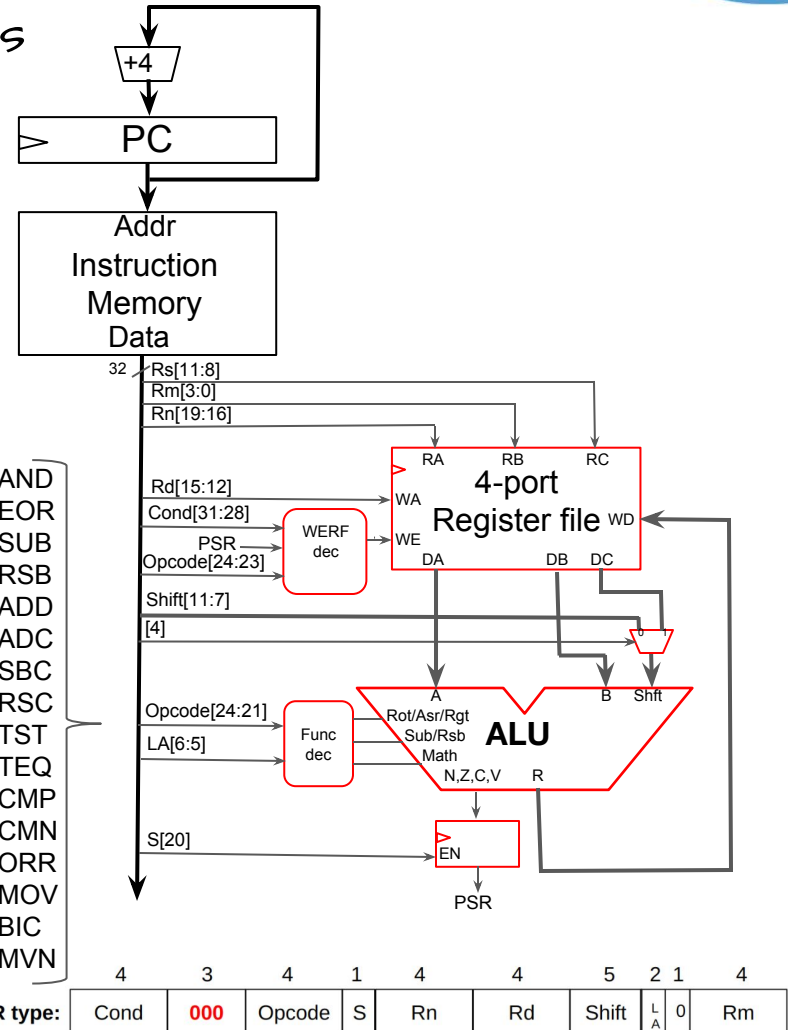 s
+4
PC
Addr
Instruction
Memory
Data
32
Rs[11:8]
Rm[3:0]
Rn[19:16]
RA RB RC
4-port
Register file
WA
WD
WE
DA DB DC
Rd[15:12]
Cond[31:28]
PSR
Opcode[24:23]
WERF
dec
Shift[11:7]
[4]
0 1
A B Shft
ALU
Opcode[24:21]
LA[6:5]
Func
dec
Rot/Asr/Rgt
Sub/Rsb
Math
N,Z,C,V R
S[20]
EN
PSR
AND
EOR
SUB
RSB
ADD
ADC
SBC
RSC
TST
TEQ
CMP
CMN
ORR
MOV
BIC
MVN
4 3 4 1 4 4 5 2 1 4
R type: Cond 000 Opcode S Rn Rd Shift LA 0 Rm